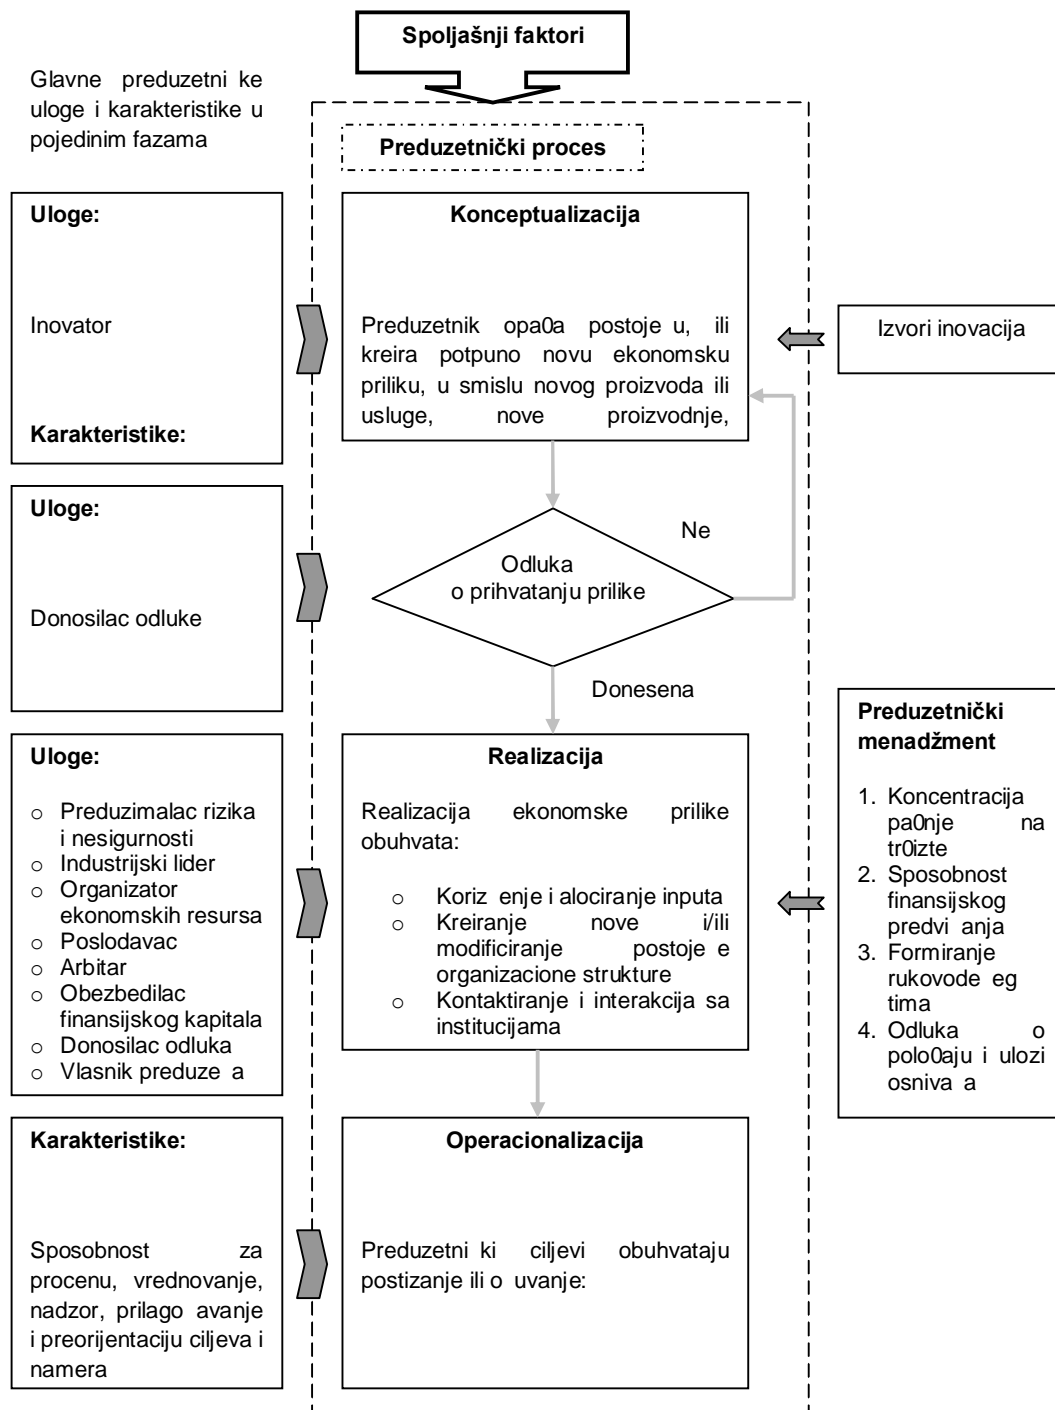 Spoljašnji faktori
Glavne preduzetni ke
uloge i karakteristike u
pojedinim fazama
Preduzetnički proces
Uloge:
Inovator
Karakteristike:
Konceptualizacija
Preduzetnik opa0a postoje u, ili
kreira potpuno novu ekonomsku
priliku, u smislu novog proizvoda ili
usluge, nove proizvodnje,
Izvori inovacija
Uloge:
Donosilac odluke
Ne
Odluka
o prihvatanju prilike
Donesena
Uloge:
o Preduzimalac rizika
i nesigurnosti
o Industrijski lider
o Organizator
ekonomskih resursa
o Poslodavac
o Arbitar
o Obezbedilac
finansijskog kapitala
o Donosilac odluka
o Vlasnik preduze a
Realizacija
Realizacija ekonomske prilike
obuhvata:
o Koriz enje i alociranje inputa
o Kreiranje nove i/ili
modificiranje postoje e
organizacione strukture
o Kontaktiranje i interakcija sa
institucijama
Preduzetnički
menadžment
1. Koncentracija
pa0nje na
tr0izte
2. Sposobnost
finansijskog
predvi anja
3. Formiranje
rukovode eg
tima
4. Odluka o
polo0aju i ulozi
osniva a
Karakteristike:
Sposobnost za
procenu, vrednovanje,
nadzor, prilago avanje
i preorijentaciju ciljeva i
namera
Operacionalizacija
Preduzetni ki ciljevi obuhvataju
postizanje ili o uvanje: